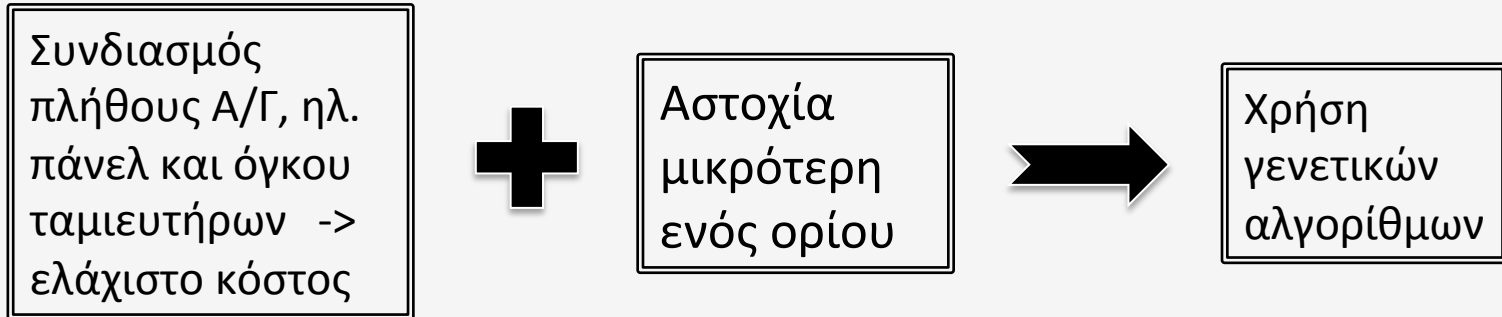 Συνδιασμός
πλήθους Α/Γ, ηλ.
πάνελ και όγκου
ταμιευτήρων ->
ελάχιστο κόστος
Αστοχία
μικρότερη
ενός ορίου
Χρήση
γενετικών
αλγορίθμων